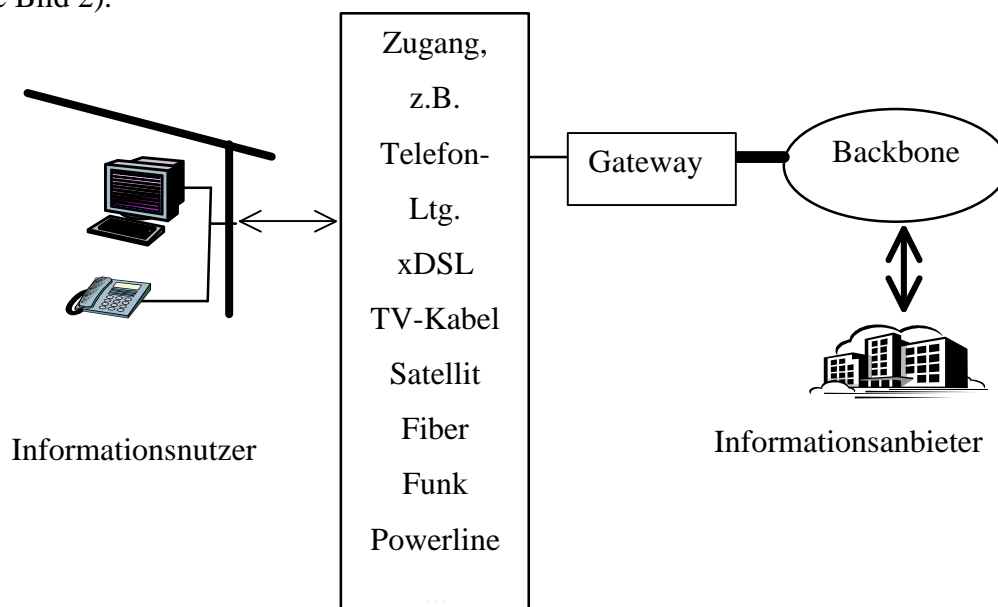 Bild 2).
Zugang,
z.B.
Telefon-
Ltg.
xDSL
TV-Kabel
Satellit
Fiber
Funk
Powerline
...
Gateway
Backbone
Informationsnutzer
Informationsanbieter